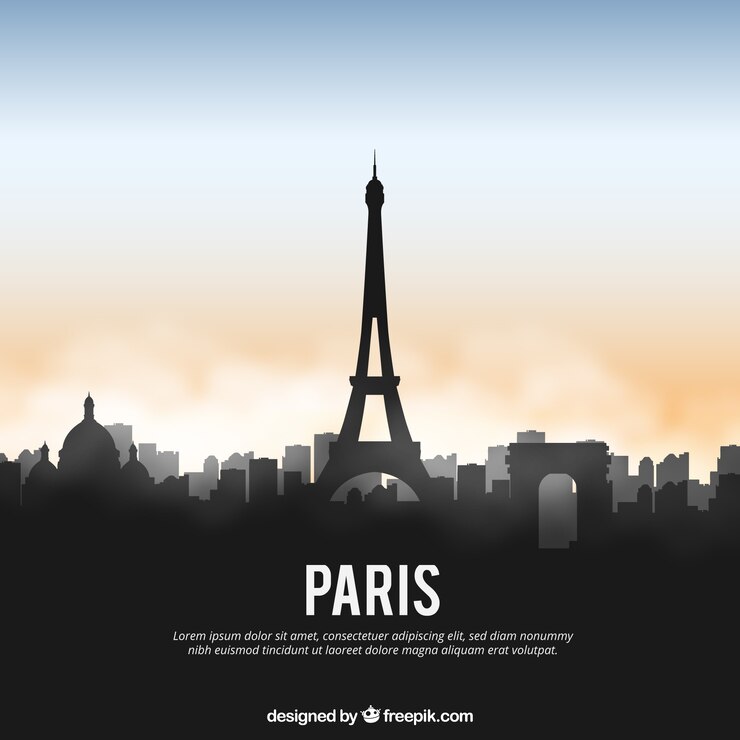 PARIS
Lorem ipsum dolor sit amet, consectetuer adipiscing elit, sed diam nonummy
nibh euismod tincidunt ut laoreet dolore magna aliquam erat volutpat.
designed by freepik.com